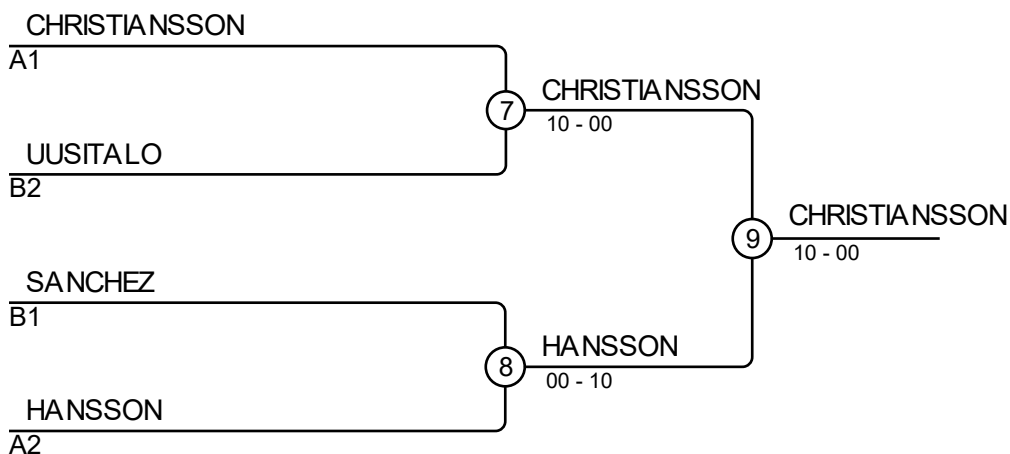 CHRISTIANSSON
A1
7
CHRISTIANSSON
10 - 00
UUSITALO
B2
9
CHRISTIANSSON
10 - 00
SANCHEZ
B1
8
HANSSON
00 - 10
HANSSON
A2